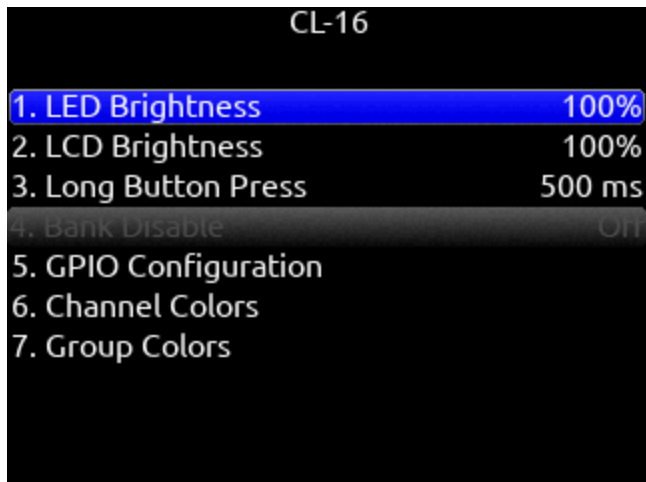 CL-16
1. LED Brightness 100%
2. LCD Brightness 100%
3. Long Button Press 500 ms
4. Bank Disable Off
5. GPIO Configuration
6. Channel Colors
7. Group Colors